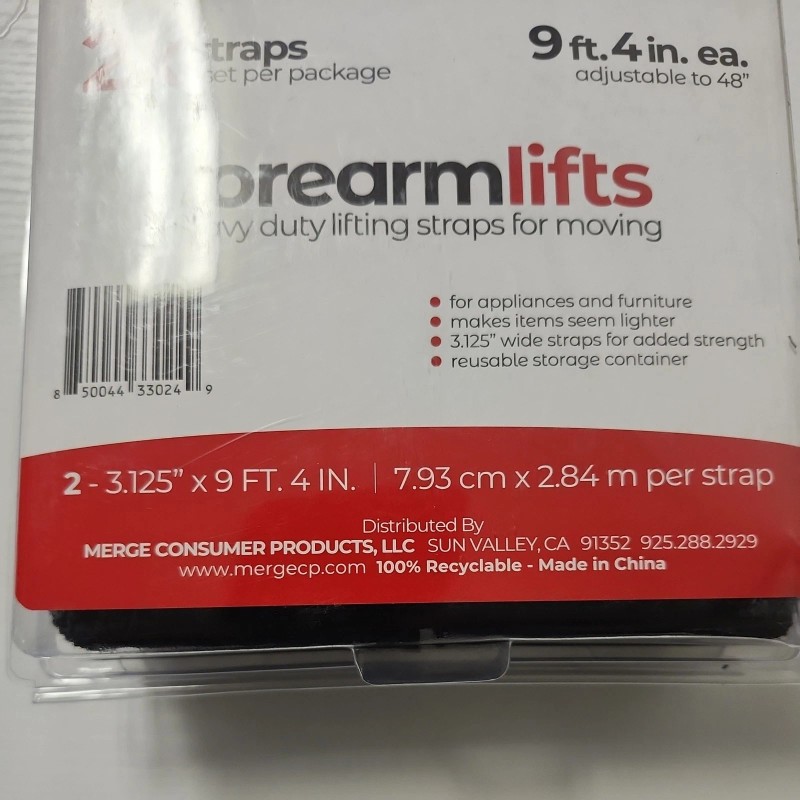 2 straps
set per package
9 ft. 4 in. ea.
adjustable to 48"
orearmlifts
avy duty lifting straps for moving
• for appliances and furniture
• makes items seem lighter
• 3.125" wide straps for added strength
• reusable storage container
8 50044 33024 9
2 - 3.125" x 9 FT. 4 IN. | 7.93 cm x 2.84 m per strap
Distributed By
MERGE CONSUMER PRODUCTS, LLC SUN VALLEY, CA 91352 925.288.2929
www.mergecp.com 100% Recyclable - Made in China